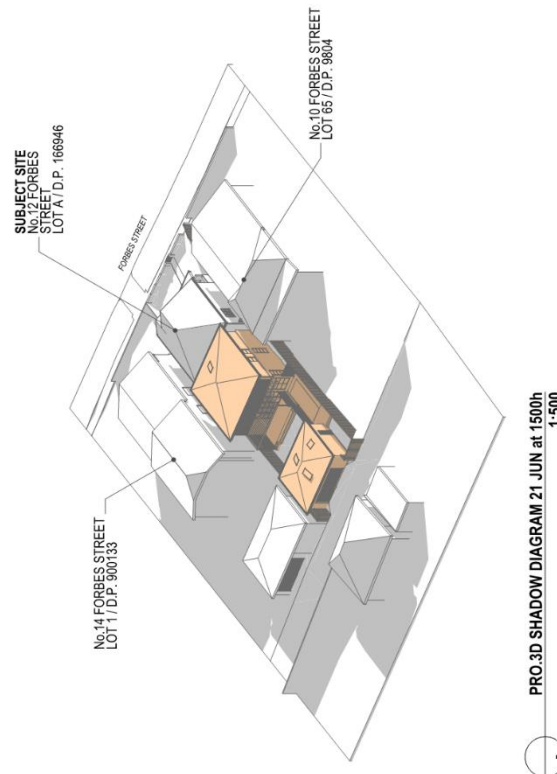 SUBJECT SITE
No.12 FORBES
STREET
LOT A / D.P. 166946
FORBES STREET
No.10 FORBES STREET
LOT 65 / D.P. 9804
No.14 FORBES STREET
LOT 1 / D.P. 900133
PRO.3D SHADOW DIAGRAM 21 JUN at 1500h
1:500